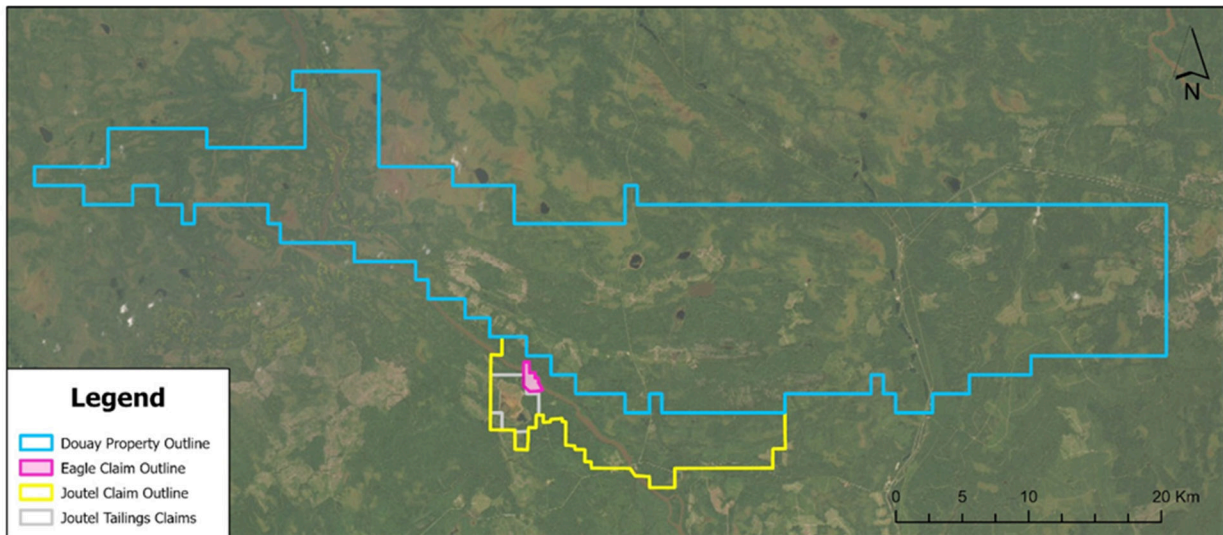 N
Legend
Douay Property Outline
Eagle Claim Outline
Joutel Claim Outline
Joutel Tailings Claims
0 5 10 20 Km